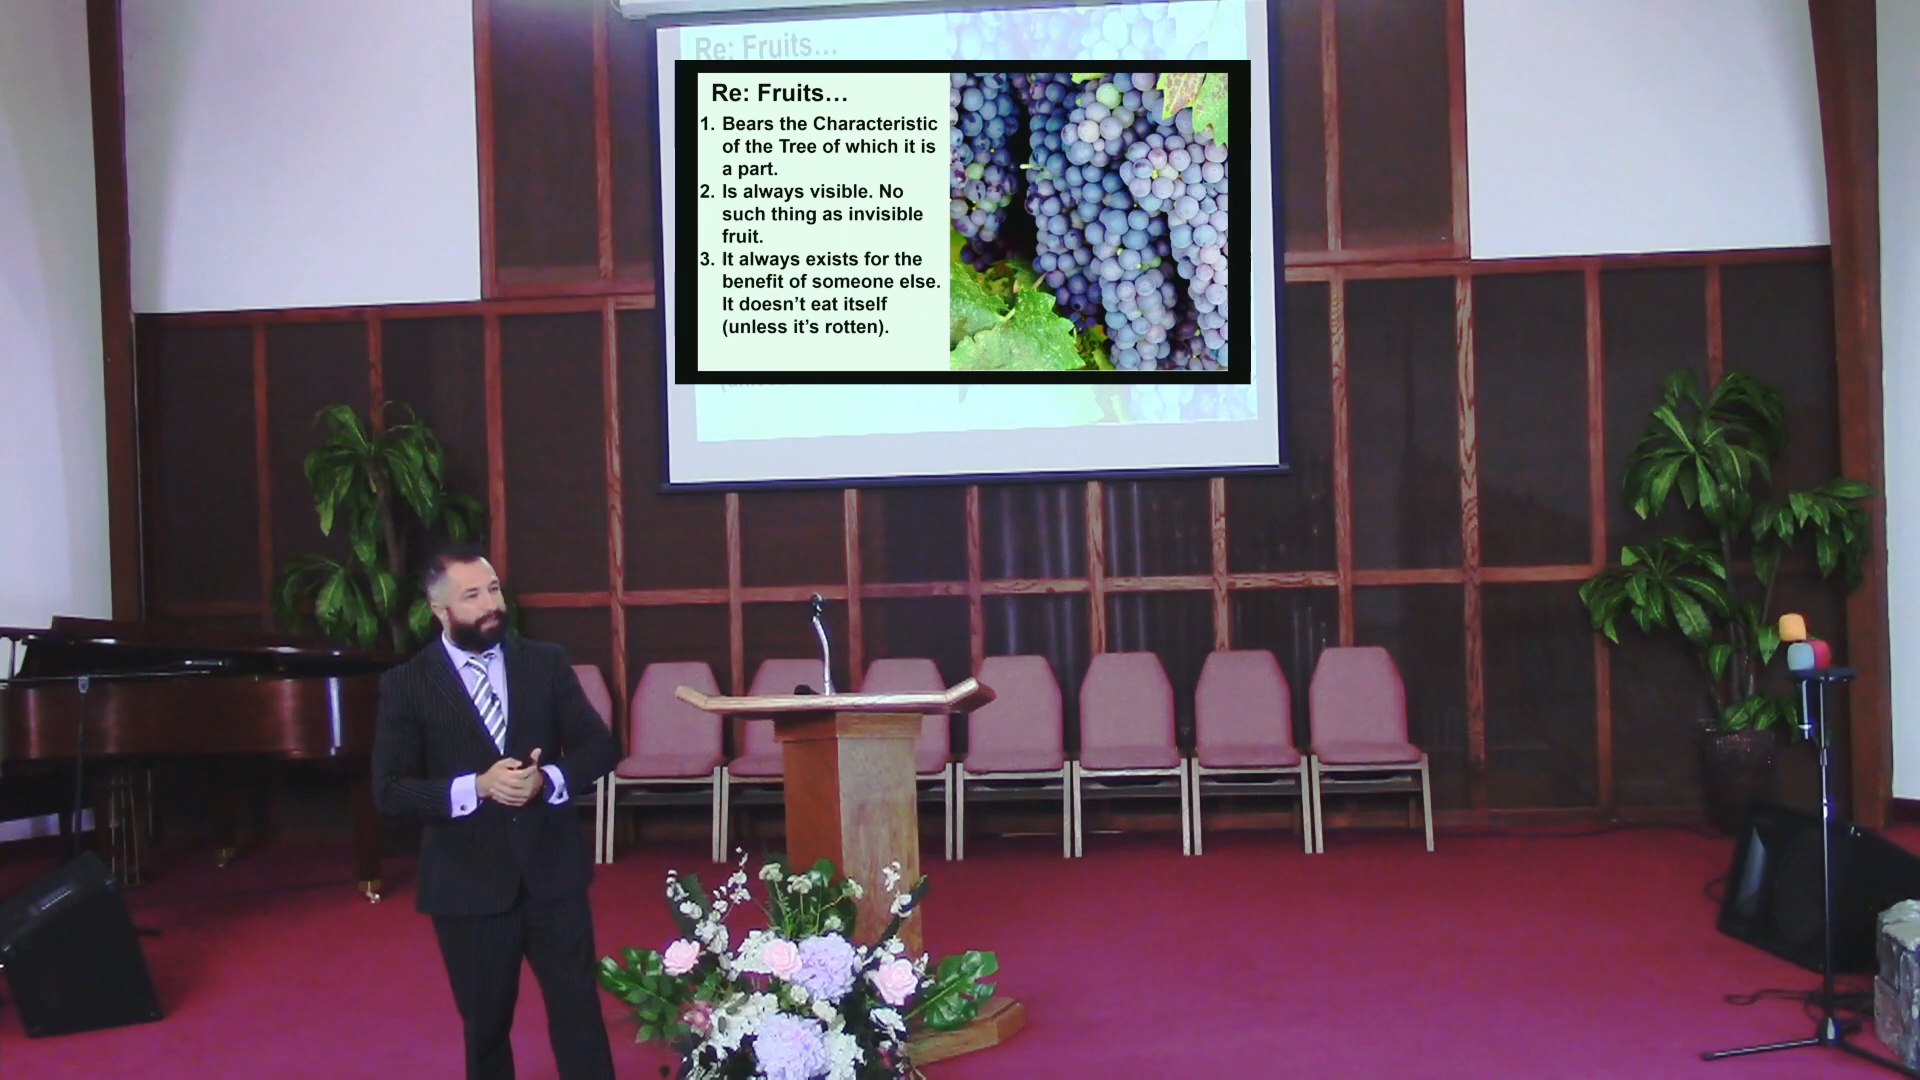 Re: Fruits…
Re: Fruits…
1. Bears the Characteristic
of the Tree of which it is
a part.
2. Is always visible. No
such thing as invisible
fruit.
3. It always exists for the
benefit of someone else.
It doesn't eat itself
(unless it's rotten).